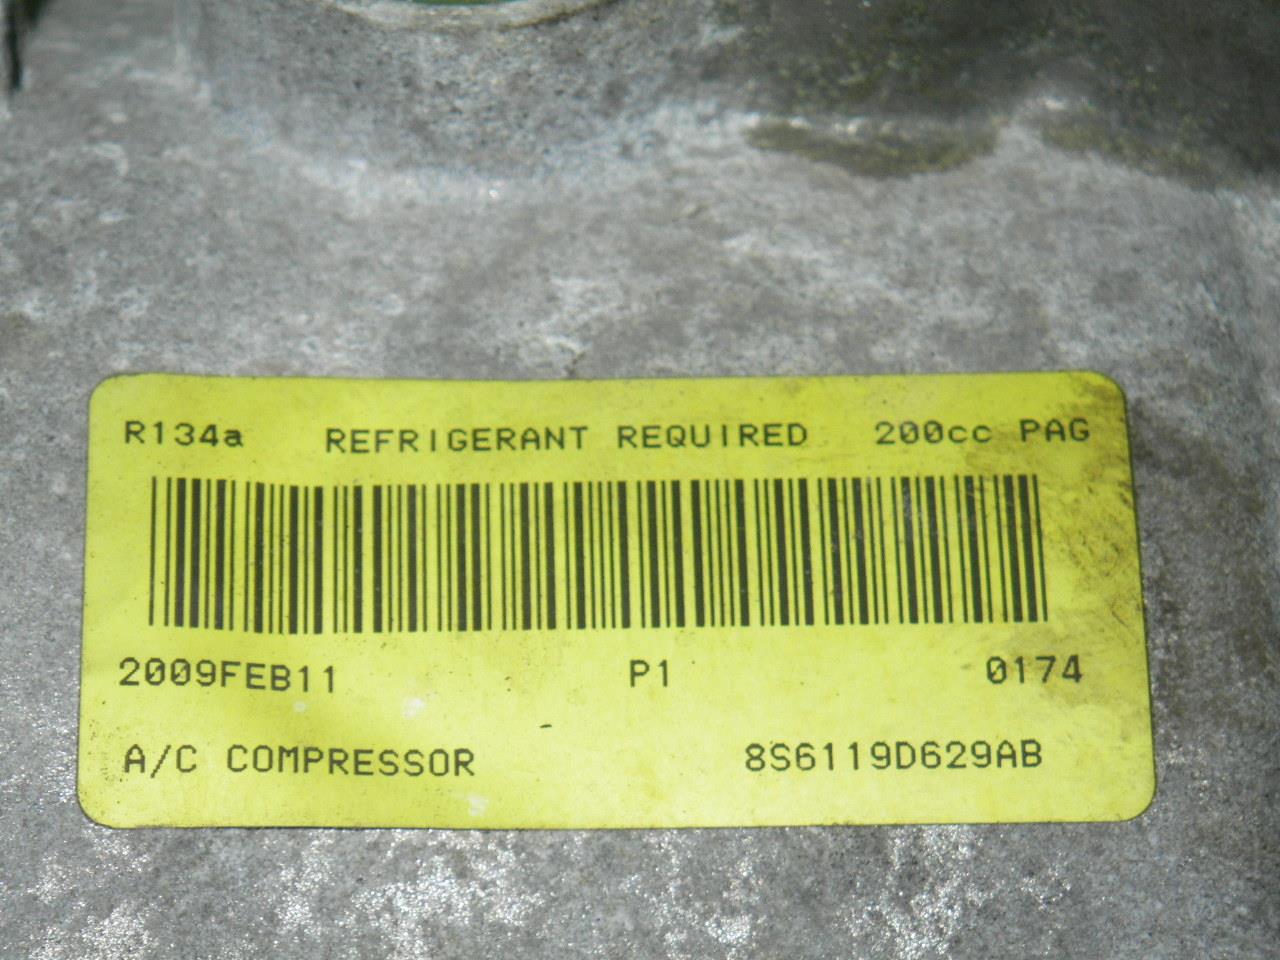 R134a REFRIGERANT REQUIRED 200cc PAG
2009FEB11 P1 0174
A/C COMPRESSOR 8S6119D629AB